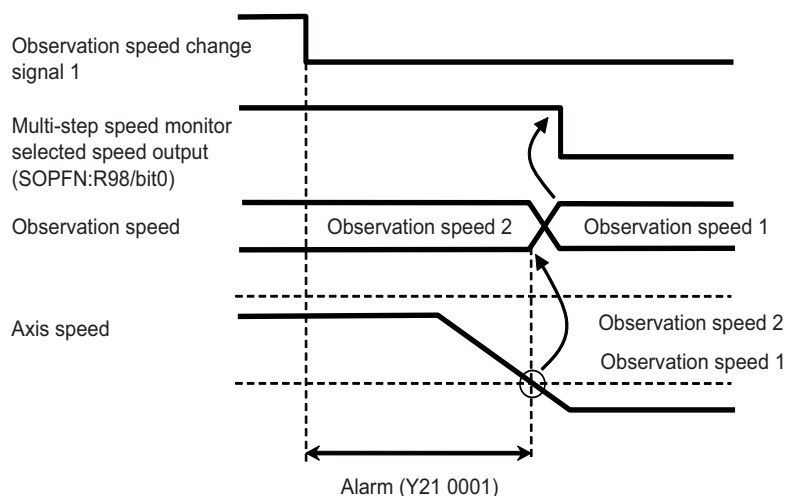 Observation speed change
signal 1
Multi-step speed monitor
selected speed output
(SOPFN:R98/bit0)
Observation speed
Observation speed 2
Observation speed 1
Axis speed
Observation speed 2
Observation speed 1
Alarm (Y21 0001)